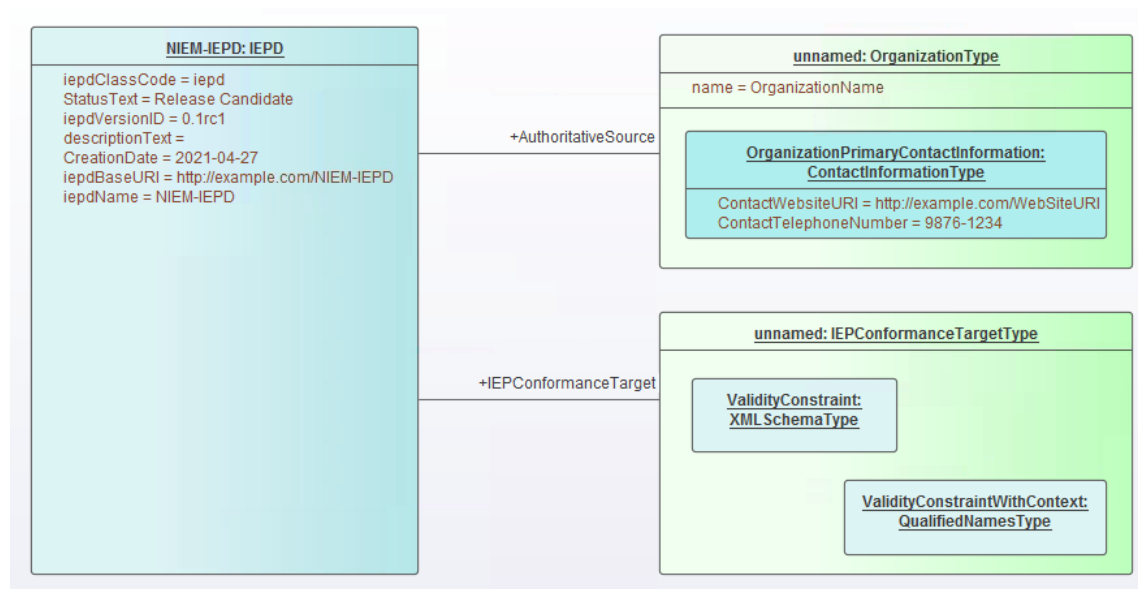 NIEM-IEPD: IEPD
iepdClassCode = iepd
StatusText = Release Candidate
iepdVersionID = 0.1rc1
descriptionText =
CreationDate = 2021-04-27
iepdBaseURI = http://example.com/NIEM-IEPD
iepdName = NIEM-IEPD
+AuthoritativeSource
unnamed: OrganizationType
name = OrganizationName
OrganizationPrimaryContactInformation:
ContactInformationType
ContactWebsiteURI = http://example.com/WebSiteURI
ContactTelephoneNumber = 9876-1234
+IEPConformanceTarget
unnamed: IEPConformanceTargetType
ValidityConstraint:
XMLSchemaType
ValidityConstraintWithContext:
QualifiedNamesType